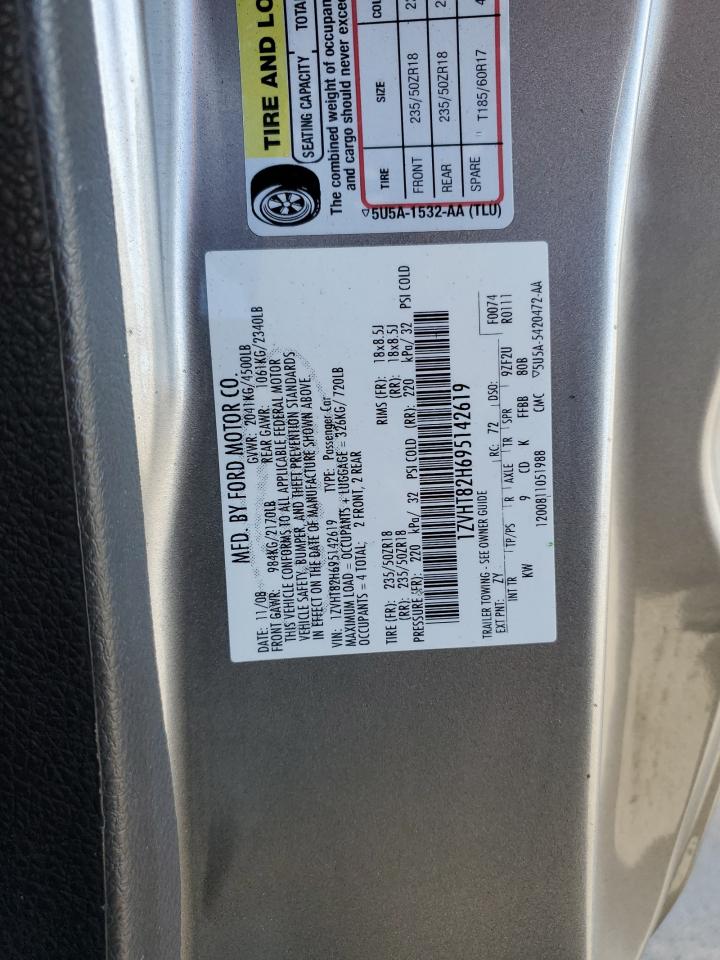 TIRE AND LO
SEATING CAPACITY TOTA
The combined weight of occupan
and cargo should never excee
TIRE SIZE COL
FRONT 235/50ZR18
REAR 235/50ZR18
SPARE T185/60R17
5U5A-1532-AA (TLU)
MFD. BY FORD MOTOR CO.
DATE: 11/08 GVWR: 2041KG/4500LB
FRONT GAWR: 984KG/2170LB REAR GAWR: 1061KG/2340LB
THIS VEHICLE CONFORMS TO ALL APPLICABLE FEDERAL MOTOR
VEHICLE SAFETY, BUMPER, AND THEFT PREVENTION STANDARDS
IN EFFECT ON THE DATE OF MANUFACTURE SHOWN ABOVE.
VIN: 1ZVHT82H695142619 TYPE: Passenger Car
MAXIMUM LOAD = OCCUPANTS + LUGGAGE = 326KG/ 720LB
OCCUPANTS = 4 TOTAL: 2 FRONT, 2 REAR
TIRE (FR): 235/50ZR18 RIMS (FR): 18x8.5J
(RR): 235/50ZR18 (RR): 18x8.5J
PRESSURE (FR): 220 kPa/ 32 PSI COLD (RR): 220 kPa/ 32 PSI COLD
1ZVHT82H695142619
TRAILER TOWING - SEE OWNER GUIDE
EXT PNT: ZY RC: 72 DSO: F0074
INT TR TP/PS R AXLE TR SPR 9ZF2U R0111
KW 9 CD K FFBB 80B
1200811051988 CMC 5U5A-5420472-AA